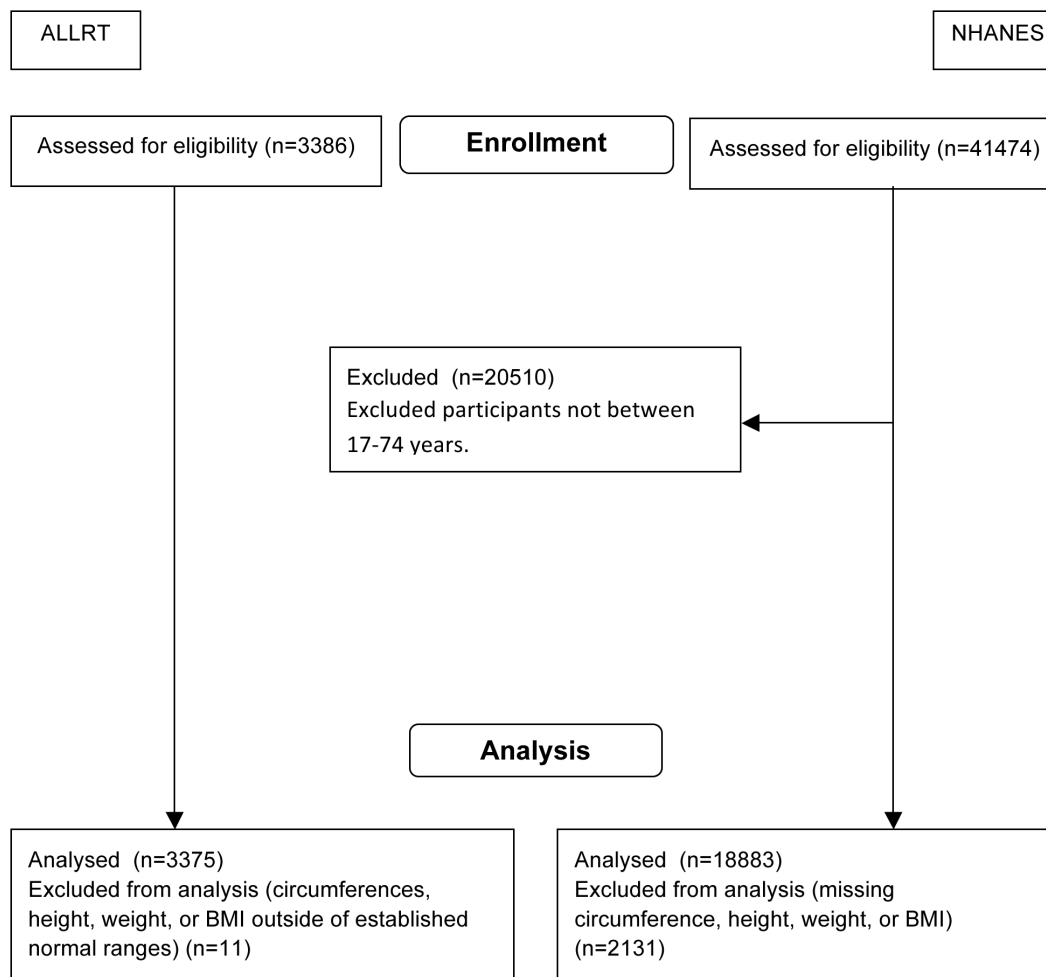 ALLRT
NHANES
Assessed for eligibility (n=3386)
Enrollment
Assessed for eligibility (n=41474)
Excluded  (n=20510)
Excluded participants not between
17-74 years.
Analysis
Analysed  (n=3375)
Excluded from analysis (circumferences,
height, weight, or BMI outside of established
normal ranges) (n=11)
Analysed  (n=18883)
Excluded from analysis (missing
circumference, height, weight, or BMI)
(n=2131)